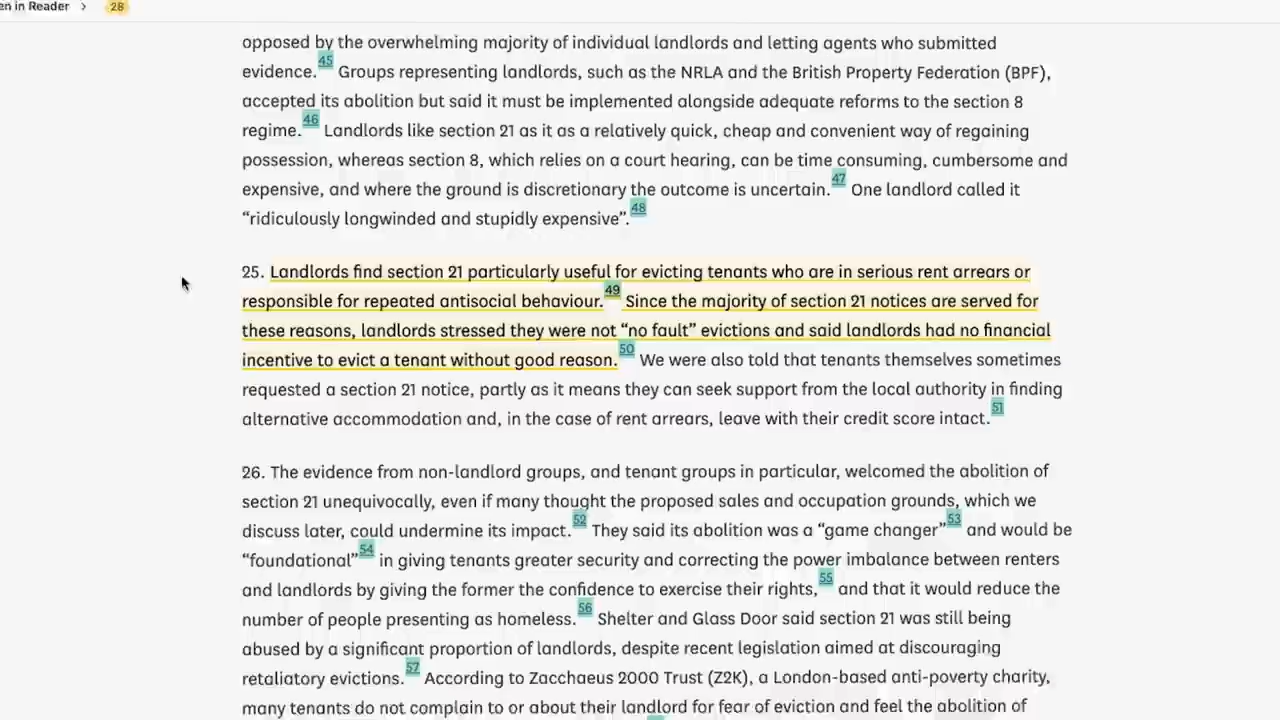 en in Reader > 28
opposed by the overwhelming majority of individual landlords and letting agents who submitted
evidence.45 Groups representing landlords, such as the NRLA and the British Property Federation (BPF),
accepted its abolition but said it must be implemented alongside adequate reforms to the section 8
regime.46 Landlords like section 21 as it as a relatively quick, cheap and convenient way of regaining
possession, whereas section 8, which relies on a court hearing, can be time consuming, cumbersome and
expensive, and where the ground is discretionary the outcome is uncertain.47 One landlord called it
“ridiculously longwinded and stupidly expensive”.48
25. Landlords find section 21 particularly useful for evicting tenants who are in serious rent arrears or
responsible for repeated antisocial behaviour.49 Since the majority of section 21 notices are served for
these reasons, landlords stressed they were not “no fault” evictions and said landlords had no financial
incentive to evict a tenant without good reason.50 We were also told that tenants themselves sometimes
requested a section 21 notice, partly as it means they can seek support from the local authority in finding
alternative accommodation and, in the case of rent arrears, leave with their credit score intact.51
26. The evidence from non-landlord groups, and tenant groups in particular, welcomed the abolition of
section 21 unequivocally, even if many thought the proposed sales and occupation grounds, which we
discuss later, could undermine its impact.52 They said its abolition was a “game changer”53 and would be
“foundational”54 in giving tenants greater security and correcting the power imbalance between renters
and landlords by giving the former the confidence to exercise their rights,55 and that it would reduce the
number of people presenting as homeless.56 Shelter and Glass Door said section 21 was still being
abused by a significant proportion of landlords, despite recent legislation aimed at discouraging
retaliatory evictions.57 According to Zacchaeus 2000 Trust (Z2K), a London-based anti-poverty charity,
many tenants do not complain to or about their landlord for fear of eviction and feel the abolition of